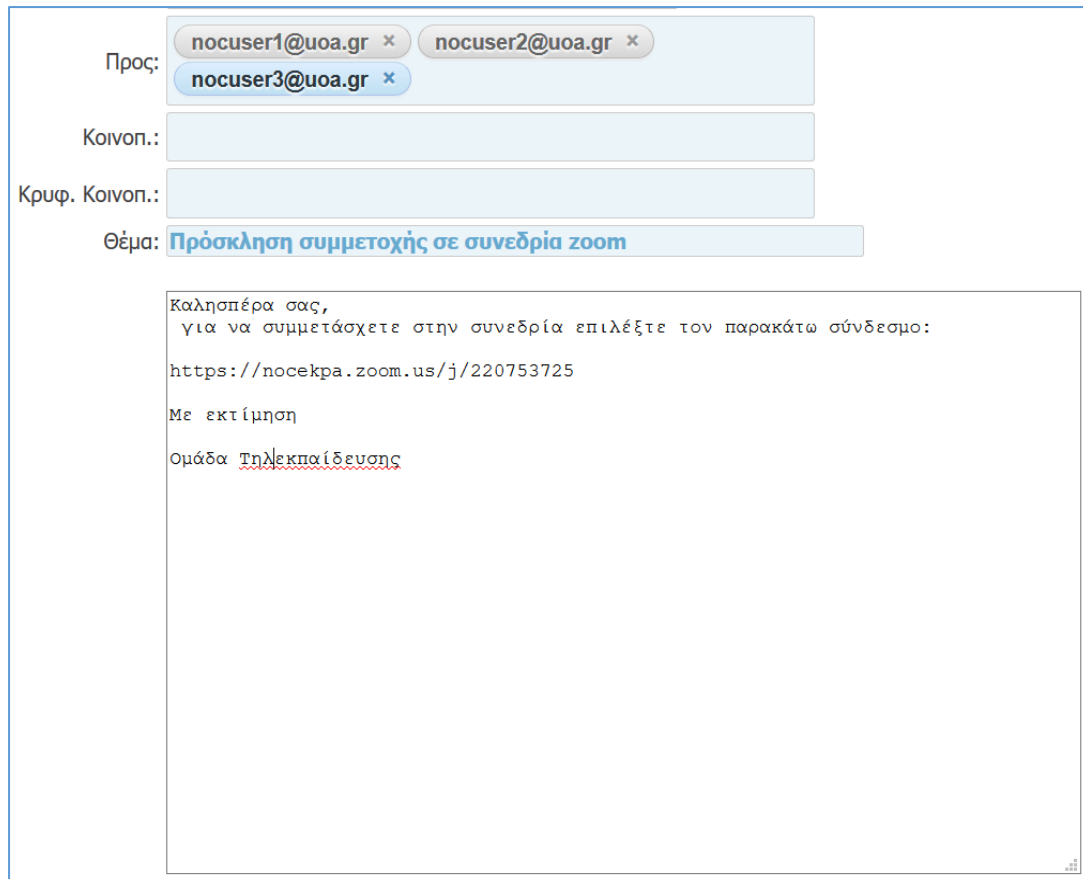 Προς: nocuser1@uoa.gr × nocuser2@uoa.gr ×
nocuser3@uoa.gr ×
Κοινοπ.:
Κρυφ. Κοινοπ.:
Θέμα: Πρόσκληση συμμετοχής σε συνεδρία zoom
Καλησπέρα σας,
για να συμμετάσχετε στην συνεδρία επιλέξτε τον παρακάτω σύνδεσμο:
https://nocekpa.zoom.us/j/220753725
Με εκτίμηση
Ομάδα Τηλεκπαίδευσης